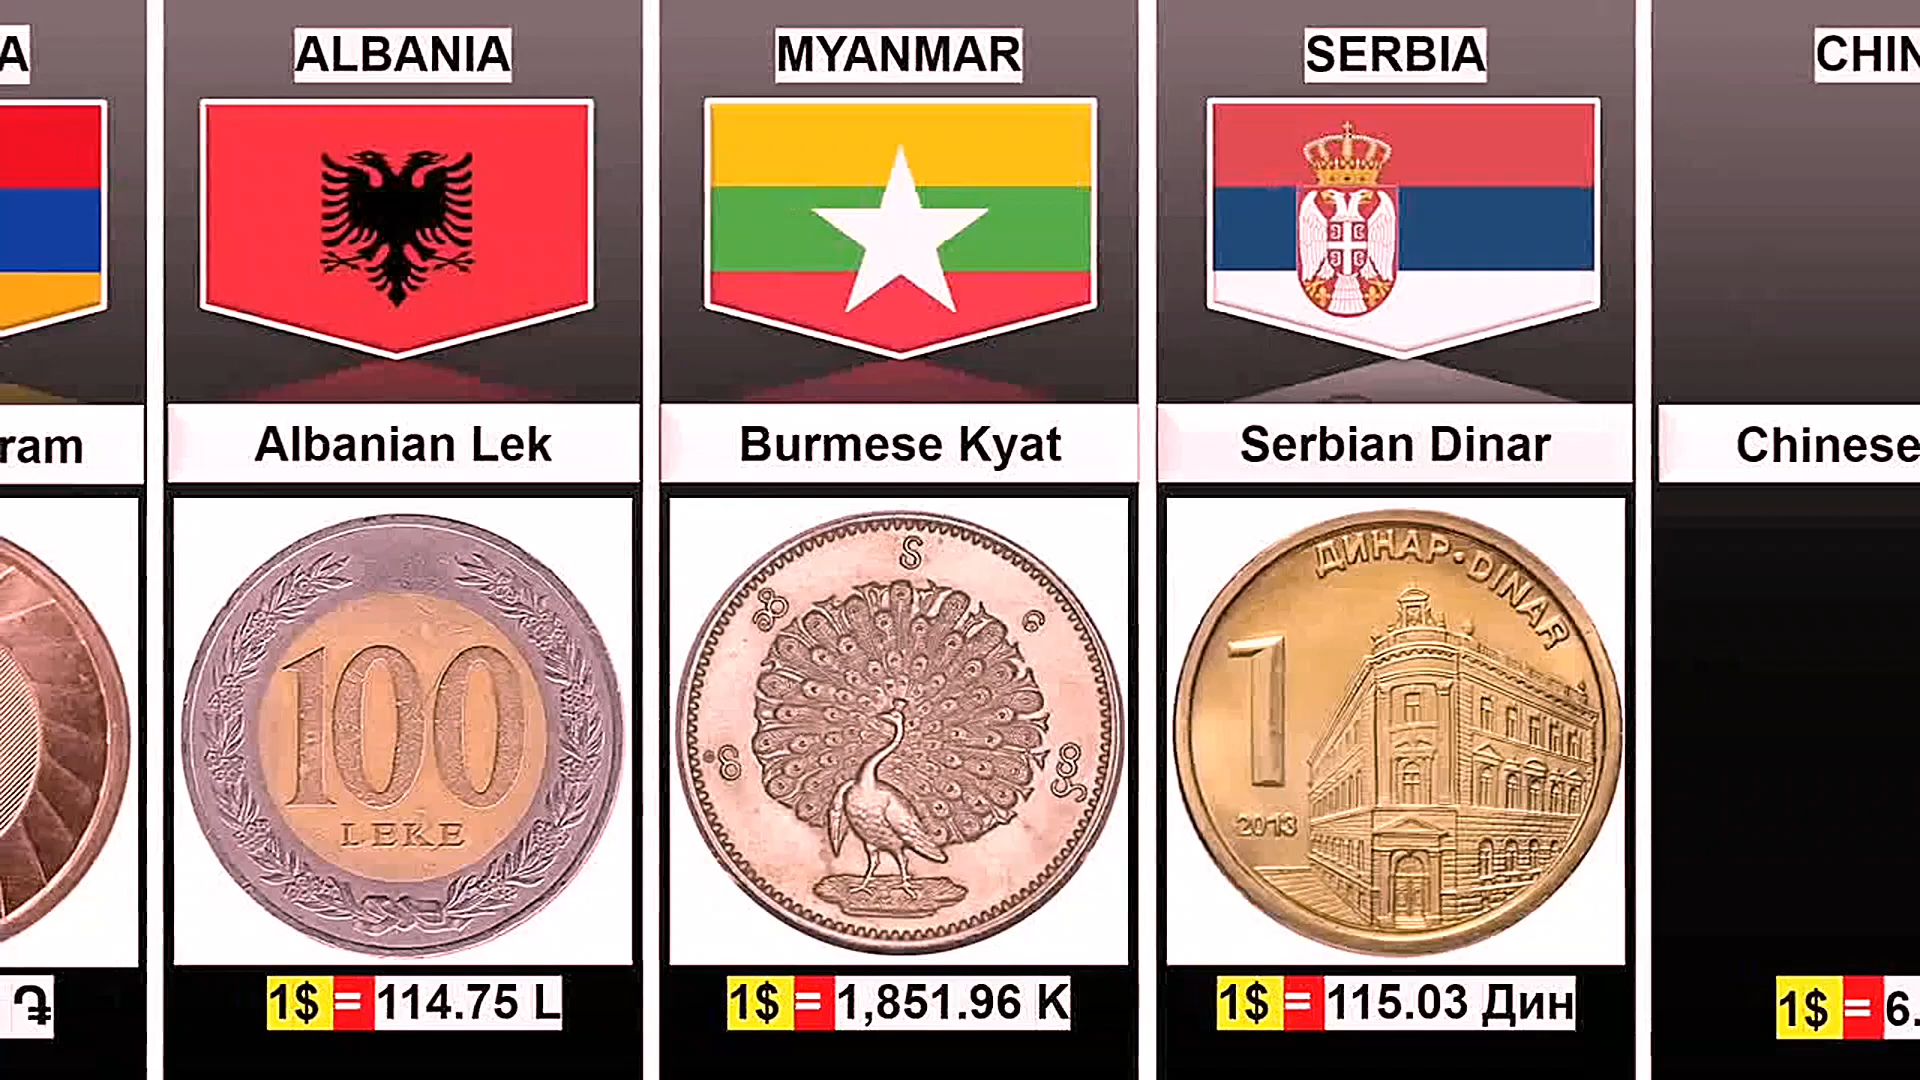 A
ALBANIA
MYANMAR
SERBIA
CHIN
ram
Albanian Lek
Burmese Kyat
Serbian Dinar
Chinese
100
LEKE
ДИНАР·DINAR
1
2013
֏
1$ = 114.75 L
1$ = 1,851.96 K
1$ = 115.03 Дин
1$ = 6.